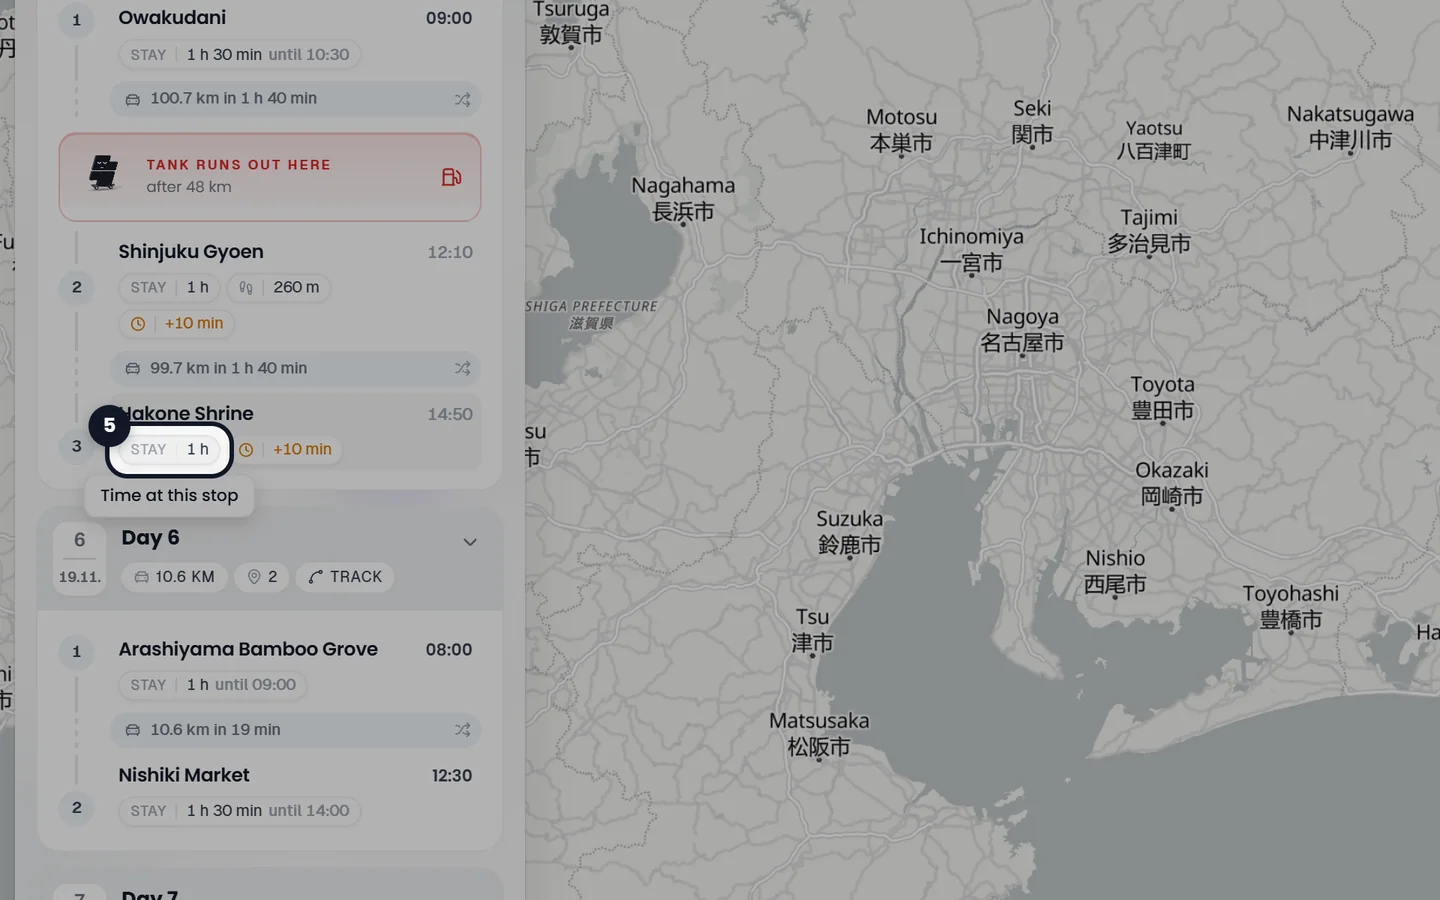 1
Owakudani
09:00
STAY 1 h 30 min until 10:30
100.7 km in 1 h 40 min
TANK RUNS OUT HERE
after 48 km
2
Shinjuku Gyoen
12:10
STAY 1 h
260 m
+10 min
99.7 km in 1 h 40 min
3
Hakone Shrine
14:50
5
STAY 1 h
+10 min
Time at this stop
6
19.11.
Day 6
10.6 KM
2
TRACK
1
Arashiyama Bamboo Grove
08:00
STAY 1 h until 09:00
10.6 km in 19 min
2
Nishiki Market
12:30
STAY 1 h 30 min until 14:00
Day 7
Tsuruga
敦賀市
Motosu
本巣市
Seki
関市
Yaotsu
八百津町
Nakatsugawa
中津川市
Nagahama
長浜市
Tajimi
多治見市
Ichinomiya
一宮市
SHIGA PREFECTURE
滋賀県
Nagoya
名古屋市
Toyota
豊田市
su
市
Okazaki
岡崎市
Suzuka
鈴鹿市
Nishio
西尾市
Toyohashi
豊橋市
Ha
Tsu
津市
Matsusaka
松阪市